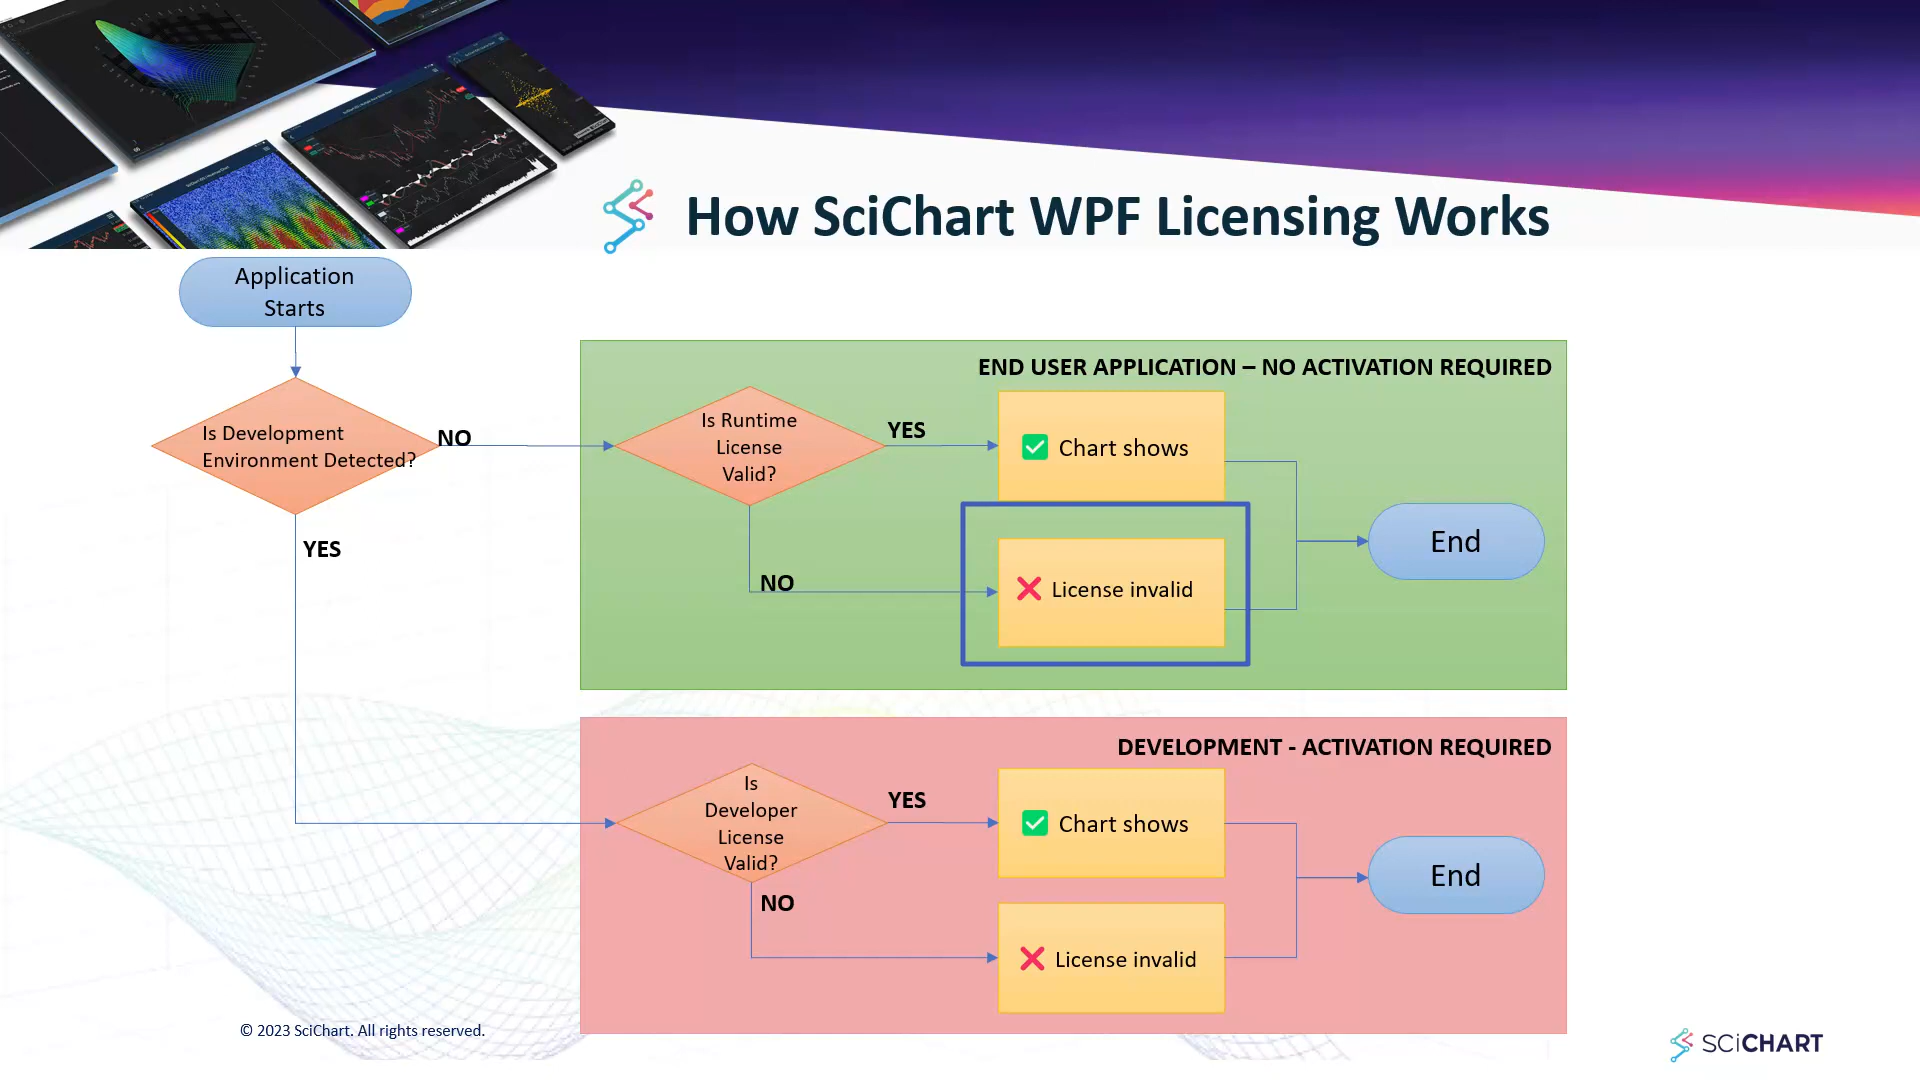 How SciChart WPF Licensing Works
Application
Starts
Is Development
Environment Detected?
NO
YES
END USER APPLICATION – NO ACTIVATION REQUIRED
Is Runtime
License
Valid?
YES
✅ Chart shows
NO
❌ License invalid
End
DEVELOPMENT - ACTIVATION REQUIRED
Is
Developer
License
Valid?
YES
✅ Chart shows
NO
❌ License invalid
End
© 2023 SciChart. All rights reserved.
SCiCHART